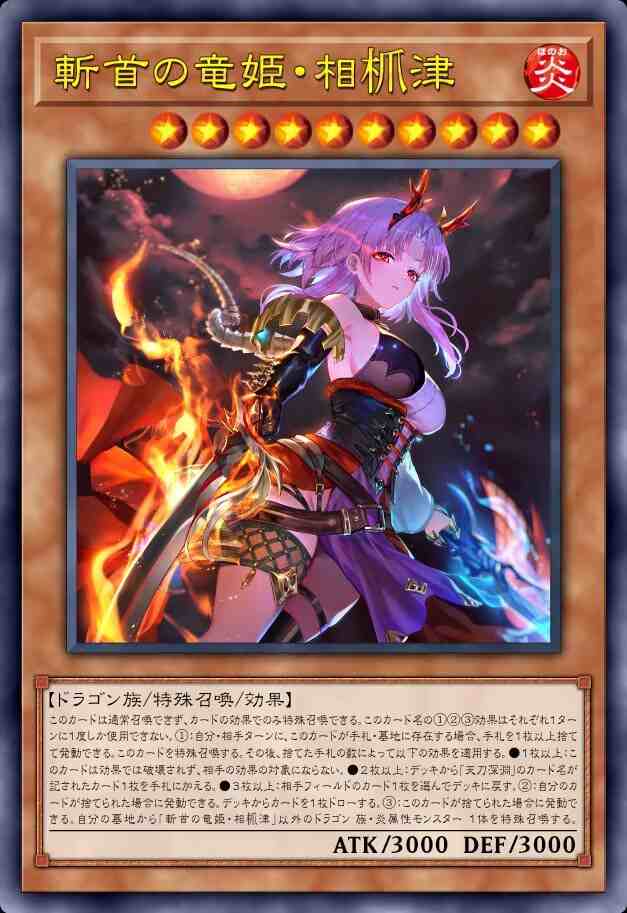 斬首の竜姫・相柧津
ほのお
炎
【ドラゴン族/特殊召喚/効果】
このカードは通常召喚できず、カードの効果でのみ特殊召喚できる。このカード名の①②③効果はそれぞれ1ター
ンに1度しか使用できない。①：自分・相手ターンに、このカードが手札・墓地に存在する場合、手札を1枚以上捨て
て発動できる。このカードを特殊召喚する。その後、捨てた手札の数によって以下の効果を適用する。●1枚以上：こ
のカードは効果では破壊されず、相手の効果の対象にならない。●2枚以上：デッキから「天刀深淵」のカード名が
記されたカード1枚を手札にかえる。●3枚以上：相手フィールドのカード1枚を選んでデッキに戻す。②：自分のカ
ードが捨てられた場合に発動できる。デッキからカードを1枚ドローする。③：このカードが捨てられた場合に発動で
きる。自分の墓地から「斬首の竜姫・相柧津」以外のドラゴン 族・炎属性モンスター 1体を特殊召喚する。
ATK/3000 DEF/3000